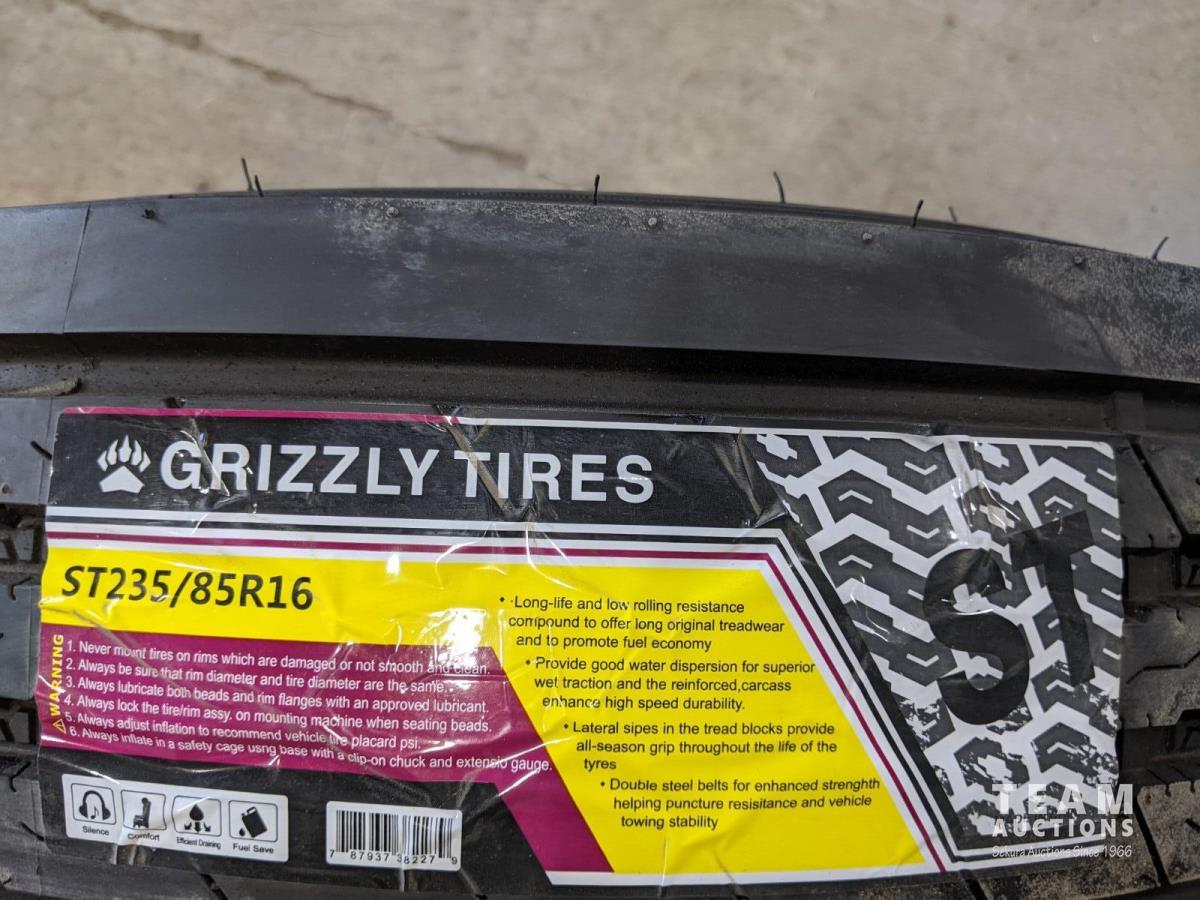 GRIZZLY TIRES
ST235/85R16
WARNING
1. Never mount tires on rims which are damaged or not smooth and clean.
2. Always be sure that rim diameter and tire diameter are the same.
3. Always lubricate both beads and rim flanges with an approved lubricant.
4. Always lock the tire/rim assy. on mounting machine when seating beads.
5. Always adjust inflation to recommend vehicle tire placard psi.
6. Always inflate in a safety cage usng base with a clip-on chuck and extensio gauge.
• ·Long-life and low rolling resistance
compound to offer long original treadwear
and to promote fuel economy
• Provide good water dispersion for superior
wet traction and the reinforced,carcass
enhance high speed durability.
• Lateral sipes in the tread blocks provide
all-season grip throughout the life of the
tyres
• Double steel belts for enhanced strenghth
helping puncture resisitance and vehicle
towing stability
ST
Silence
Comfort
Efficient Draining
Fuel Save
7 87937 38227 9
TEAM
AUCTIONS
Sekura Auctions Since 1966